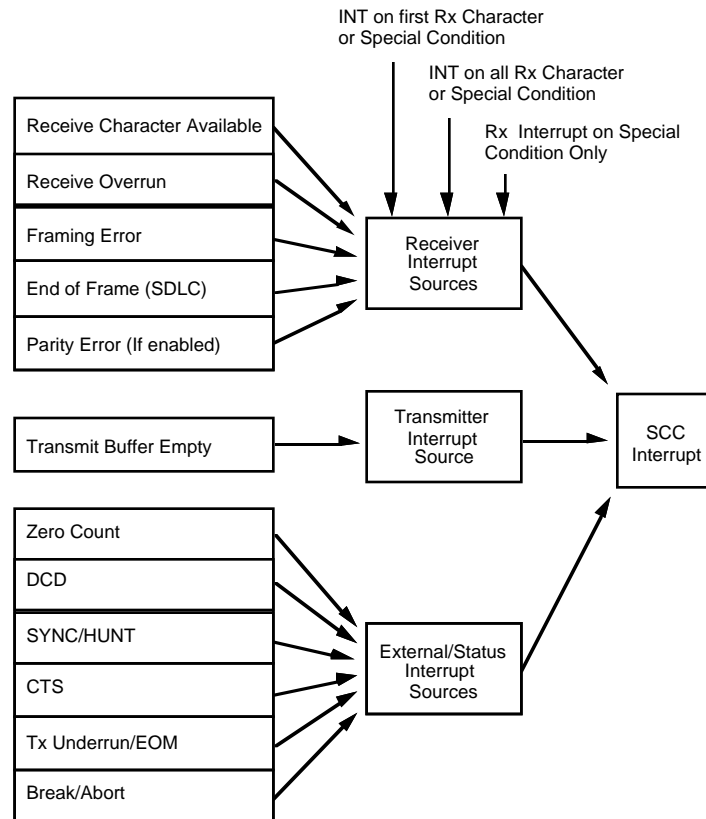 INT on first Rx Character
or Special Condition
INT on all Rx Character
or Special Condition
Rx Interrupt on Special
Condition Only
Receive Character Available
Receive Overrun
Framing Error
End of Frame (SDLC)
Parity Error (If enabled)
Receiver
Interrupt
Sources
Transmit Buffer Empty
Transmitter
Interrupt
Source
SCC
Interrupt
Zero Count
DCD
SYNC/HUNT
CTS
Tx Underrun/EOM
Break/Abort
External/Status
Interrupt
Sources